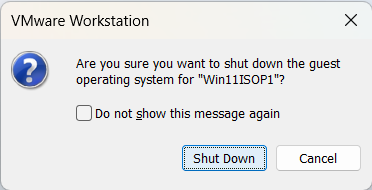 VMware Workstation
Are you sure you want to shut down the guest
operating system for "Win11ISOP1"?
Do not show this message again
Shut Down
Cancel